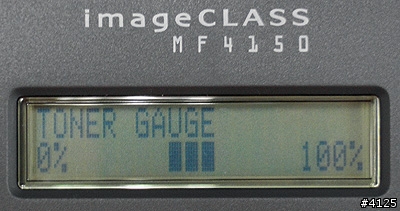 imageCLASS
MF4150
TONER GAUGE
0% 100%
#4125